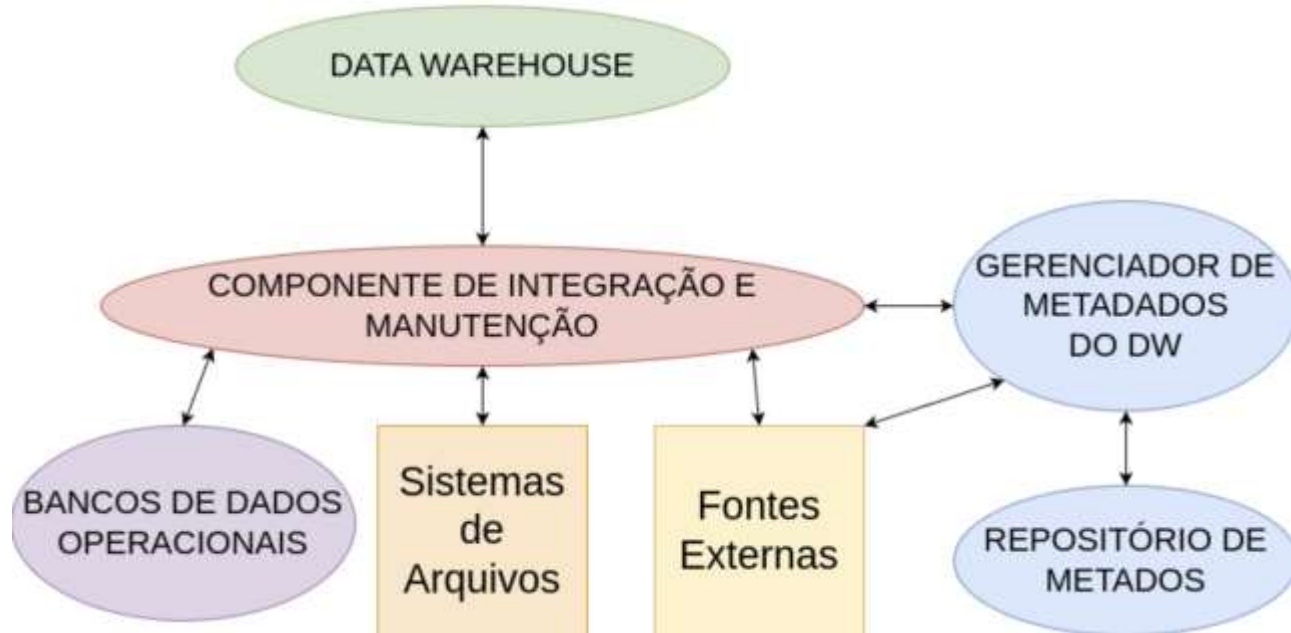 DATA WAREHOUSE
COMPONENTE DE INTEGRAÇÃO E
MANUTENÇÃO
GERENCIADOR DE
METADADOS
DO DW
BANCOS DE DADOS
OPERACIONAIS
Sistemas
de
Arquivos
Fontes
Externas
REPOSITÓRIO DE
METADOS